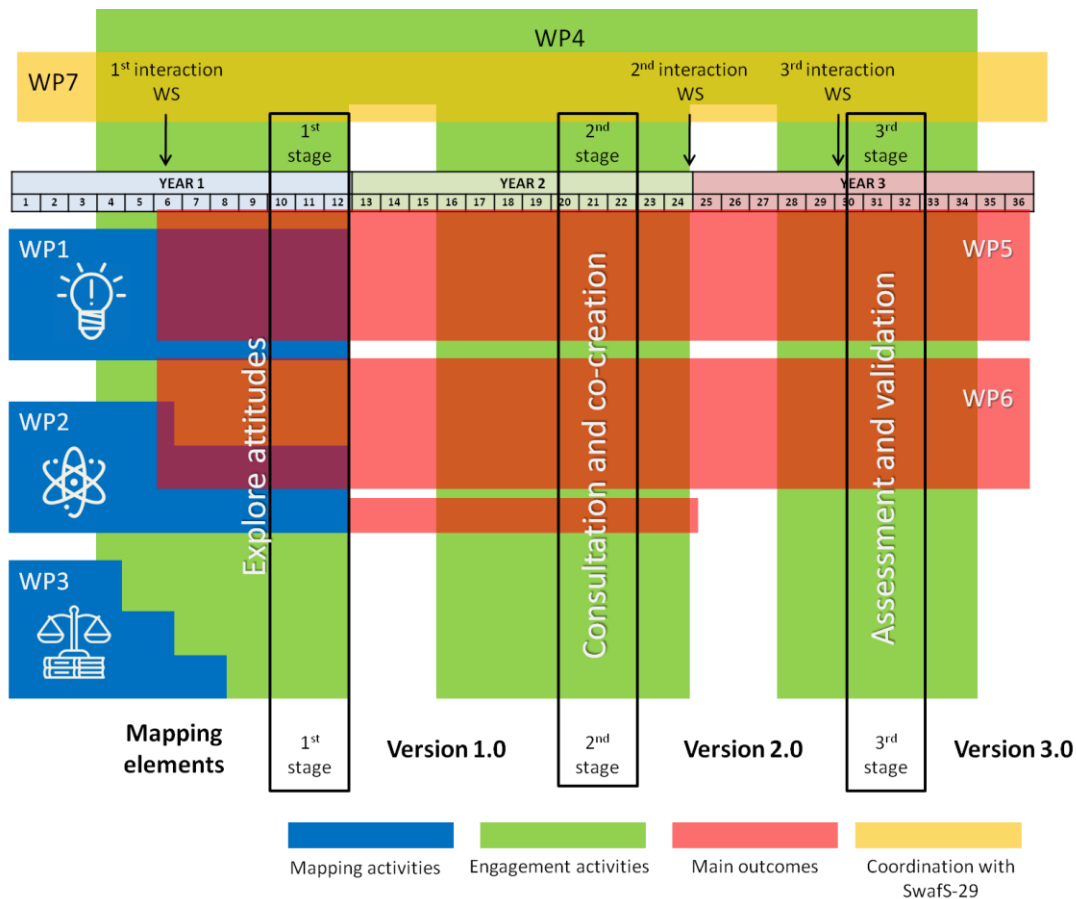 WP4
WP7
1st interaction
WS
2nd interaction
WS
3rd interaction
WS
1st
stage
2nd
stage
3rd
stage
YEAR 1
YEAR 2
YEAR 3
1 2 3 4 5 6 7 8 9 10 11 12 13 14 15 16 17 18 19 20 21 22 23 24 25 26 27 28 29 30 31 32 33 34 35 36
WP1
WP5
WP2
WP6
WP3
Explore attitudes
Consultation and co-creation
Assessment and validation
Mapping
elements
1st
stage
Version 1.0
2nd
stage
Version 2.0
3rd
stage
Version 3.0
Mapping activities
Engagement activities
Main outcomes
Coordination with
SwafS-29